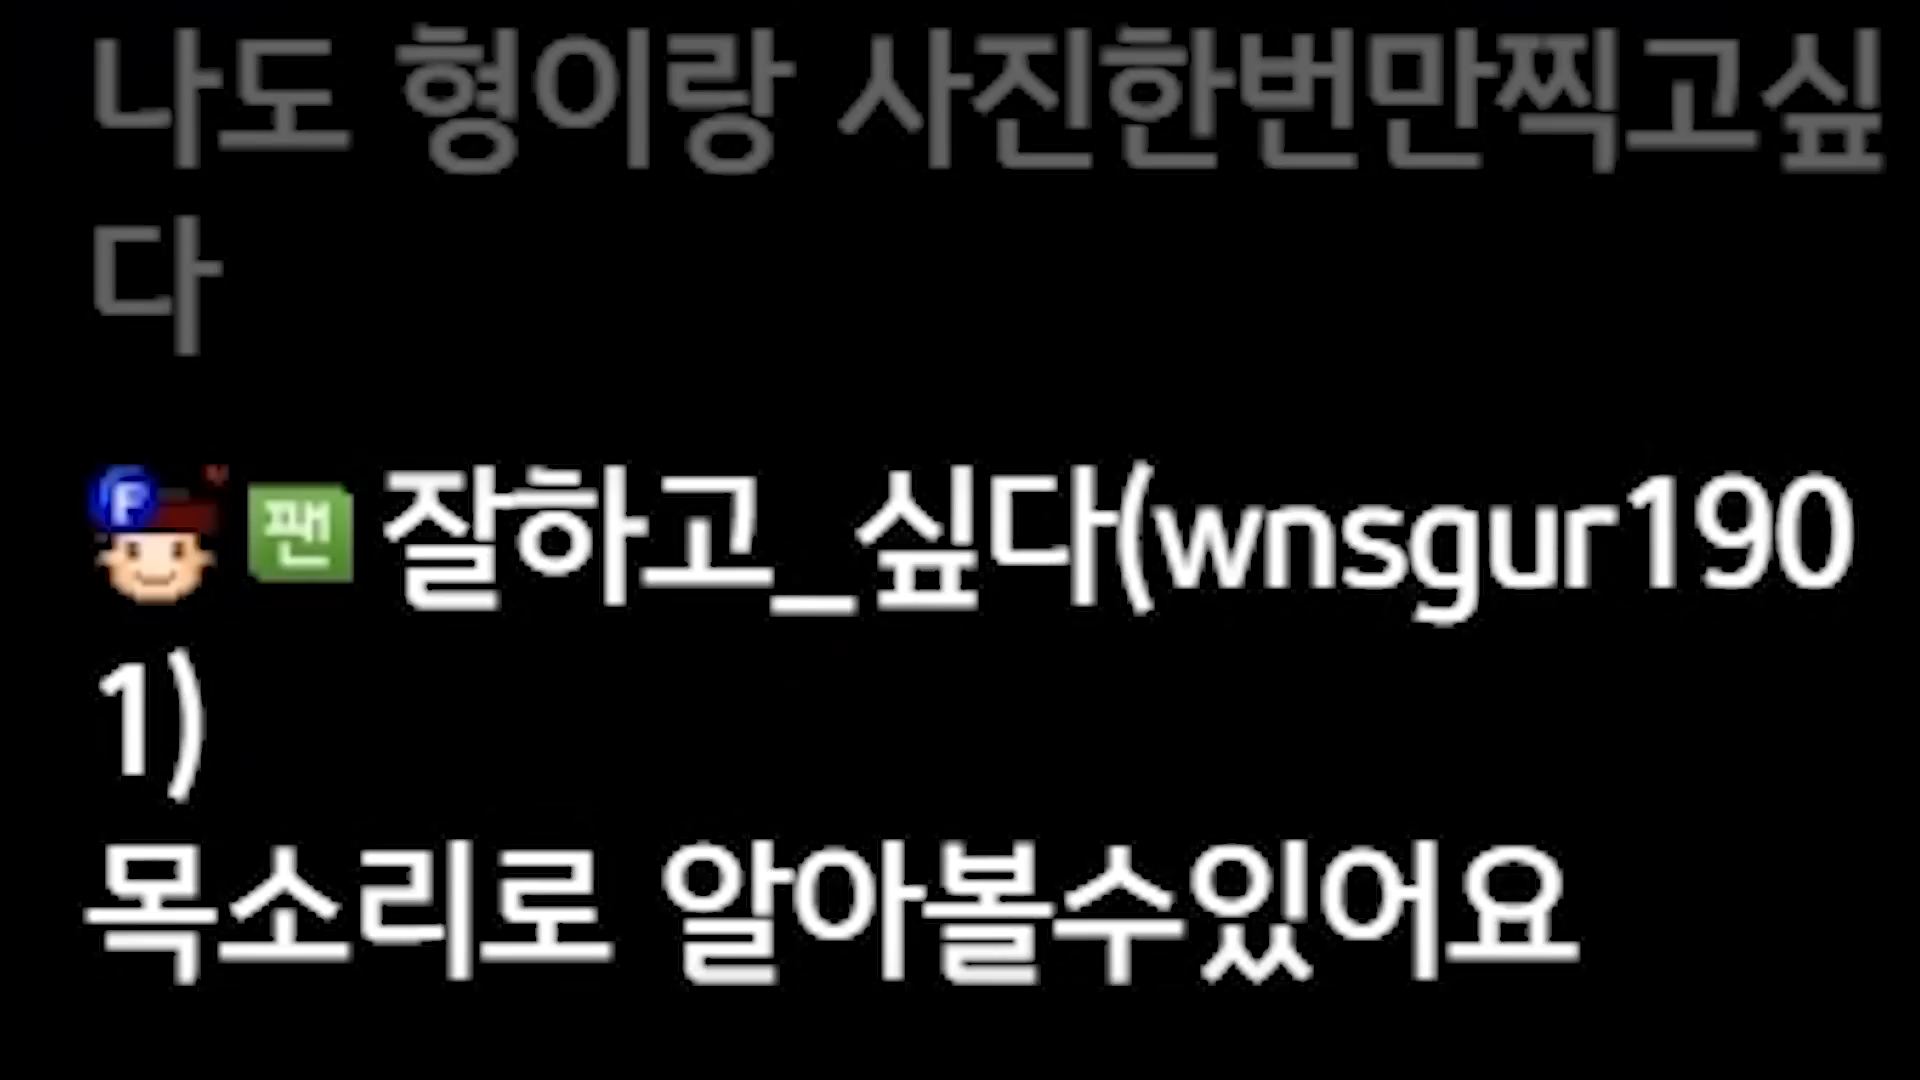 나도 형이랑 사진한번만찍고싶
다
F 팬 잘하고_싶다(wnsgur190
1)
목소리로 알아볼수있어요